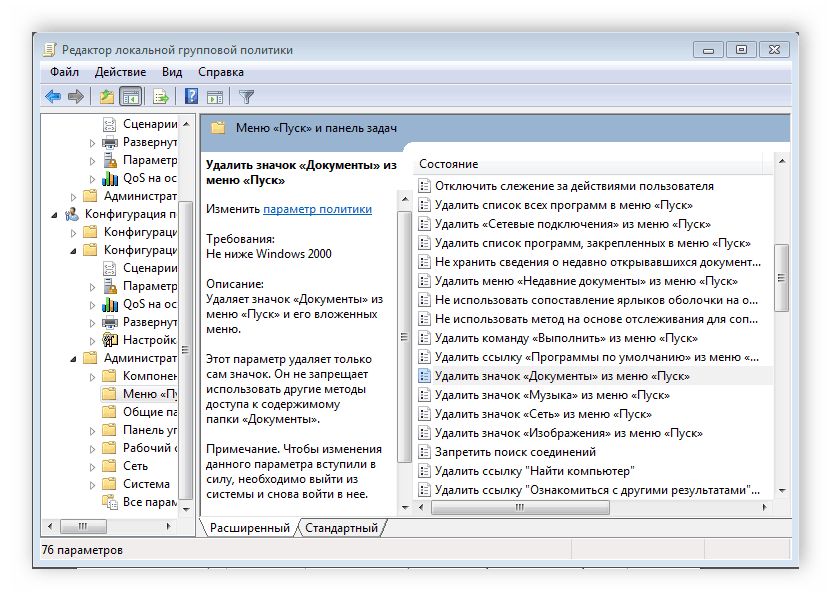 Редактор локальной групповой политики
Файл Действие Вид Справка
Сценарии
Развернут
Параметр
QoS на ос
Администрат
Конфигурация п
Конфигураци
Конфигураци
Сценарии
Параметр
QoS на ос
Развернут
Настройк
Администрат
Компонен
Меню «Пу
Общие па
Панель уп
Рабочий с
Сеть
Система
Все парам
Меню «Пуск» и панель задач
Удалить значок «Документы» из
меню «Пуск»
Изменить параметр политики
Требования:
Не ниже Windows 2000
Описание:
Удаляет значок «Документы» из
меню «Пуск» и его вложенных
меню.
Этот параметр удаляет только
сам значок. Он не запрещает
использовать другие методы
доступа к содержимому
папки «Документы».
Примечание. Чтобы изменения
данного параметра вступили в
силу, необходимо выйти из
системы и снова войти в нее.
Состояние
Отключить слежение за действиями пользователя
Удалить список всех программ в меню «Пуск»
Удалить «Сетевые подключения» из меню «Пуск»
Удалить список программ, закрепленных в меню «Пуск»
Не хранить сведения о недавно открывавшихся документ...
Удалить меню «Недавние документы» из меню «Пуск»
Не использовать сопоставление ярлыков оболочки на о...
Не использовать метод на основе отслеживания для соп...
Удалить команду «Выполнить» из меню «Пуск»
Удалить ссылку «Программы по умолчанию» из меню «...
Удалить значок «Документы» из меню «Пуск»
Удалить значок «Музыка» из меню «Пуск»
Удалить значок «Сеть» из меню «Пуск»
Удалить значок «Изображения» из меню «Пуск»
Запретить поиск соединений
Удалить ссылку "Найти компьютер"
Удалить ссылку "Ознакомиться с другими результатами"...
Расширенный Стандартный
76 параметров